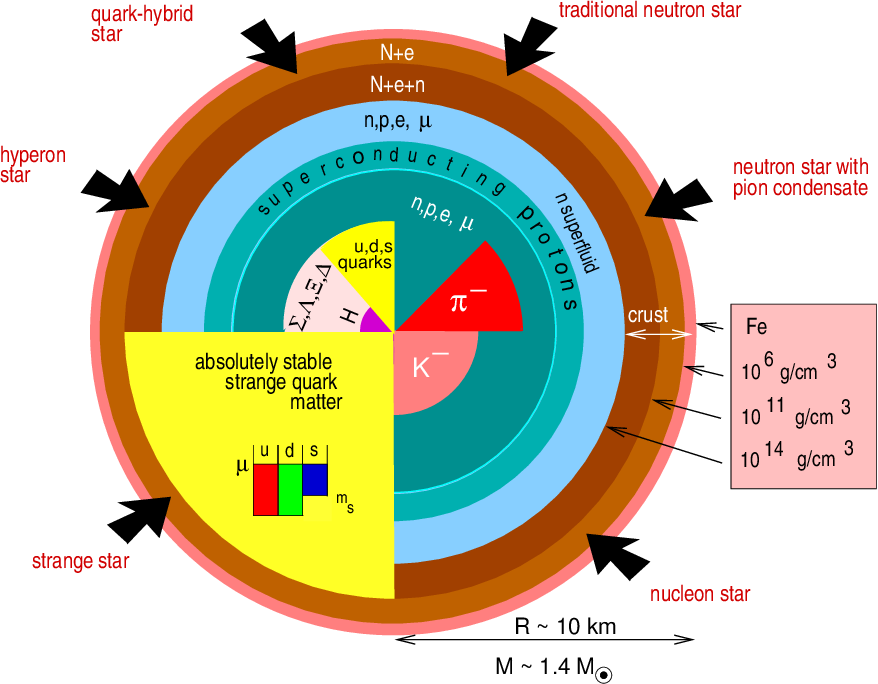 quark-hybrid
star
traditional neutron star
N+e
N+e+n
n,p,e, μ
hyperon
star
neutron star with
pion condensate
superconducting protons
n superfluid
n,p,e, μ
u,d,s
quarks
Σ,Λ,Ξ,Δ
H
π⁻
K⁻
crust
Fe
10⁶ g/cm³
10¹¹ g/cm³
10¹⁴ g/cm³
absolutely stable
strange quark
matter
u d s
μ
mₛ
strange star
nucleon star
R ~ 10 km
M ~ 1.4 M☉